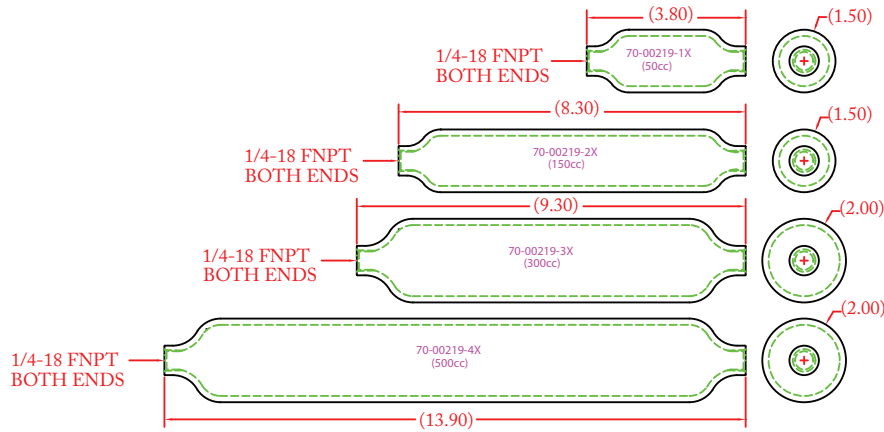 (3.80)
(1.50)
1/4-18 FNPT
BOTH ENDS
70-00219-1X
(50cc)
(8.30)
(1.50)
1/4-18 FNPT
BOTH ENDS
70-00219-2X
(150cc)
(9.30)
(2.00)
1/4-18 FNPT
BOTH ENDS
70-00219-3X
(300cc)
(2.00)
1/4-18 FNPT
BOTH ENDS
70-00219-4X
(500cc)
(13.90)